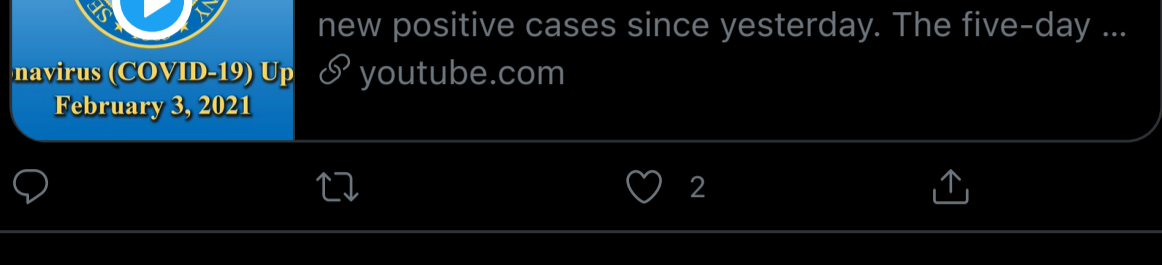 new positive cases since yesterday. The five-day ...
youtube.com
navirus (COVID-19) Up
February 3, 2021
2